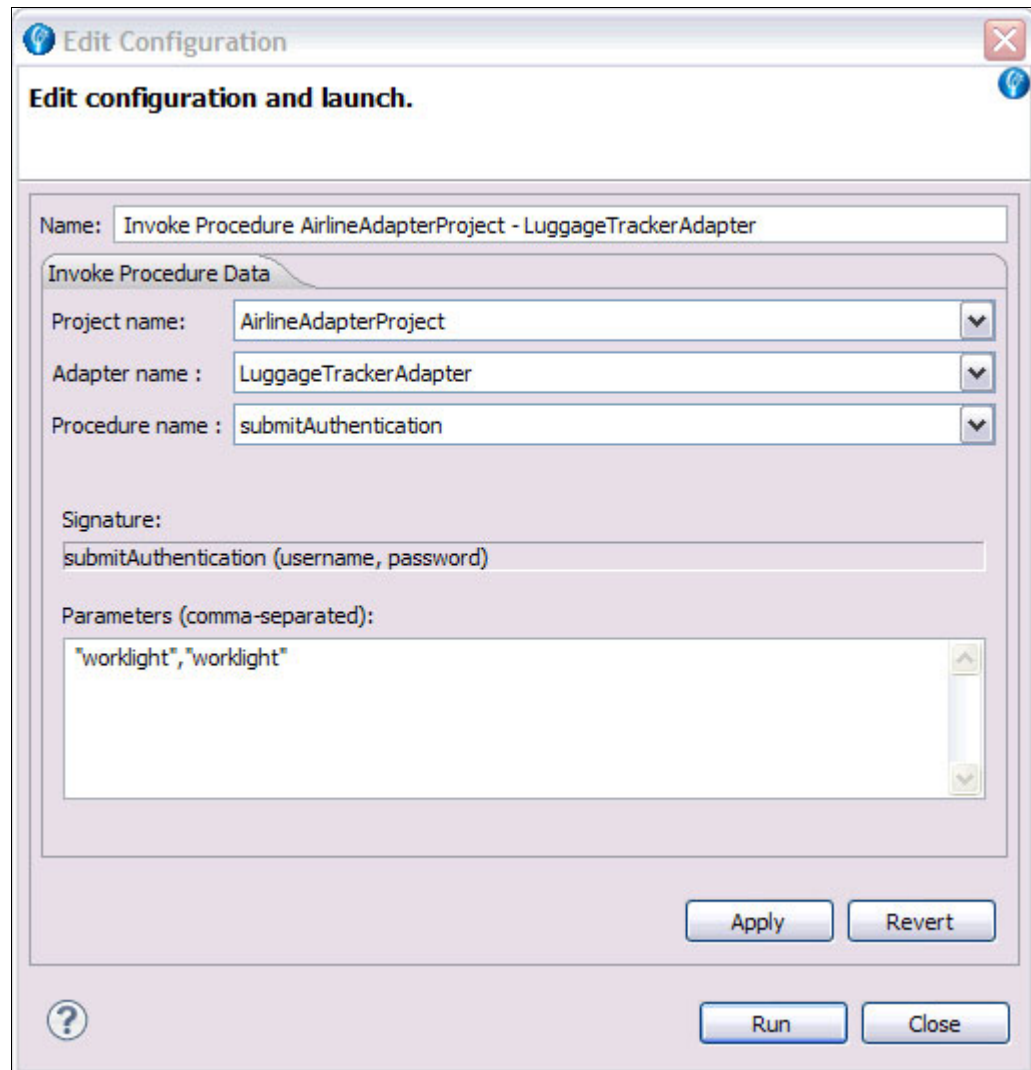 Edit Configuration
Edit configuration and launch.
Name: Invoke Procedure AirlineAdapterProject - LuggageTrackerAdapter
Invoke Procedure Data
Project name: AirlineAdapterProject
Adapter name : LuggageTrackerAdapter
Procedure name : submitAuthentication
Signature:
submitAuthentication (username, password)
Parameters (comma-separated):
"worklight","worklight"
Apply Revert
? Run Close